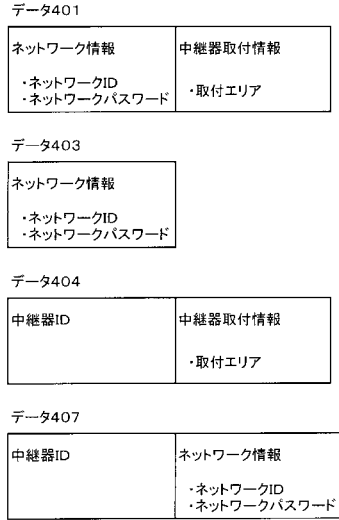 データ401
ネットワーク情報
・ネットワークID
・ネットワークパスワード
中継器取付情報
・取付エリア
データ403
ネットワーク情報
・ネットワークID
・ネットワークパスワード
データ404
中継器ID
中継器取付情報
・取付エリア
データ407
中継器ID
ネットワーク情報
・ネットワークID
・ネットワークパスワード